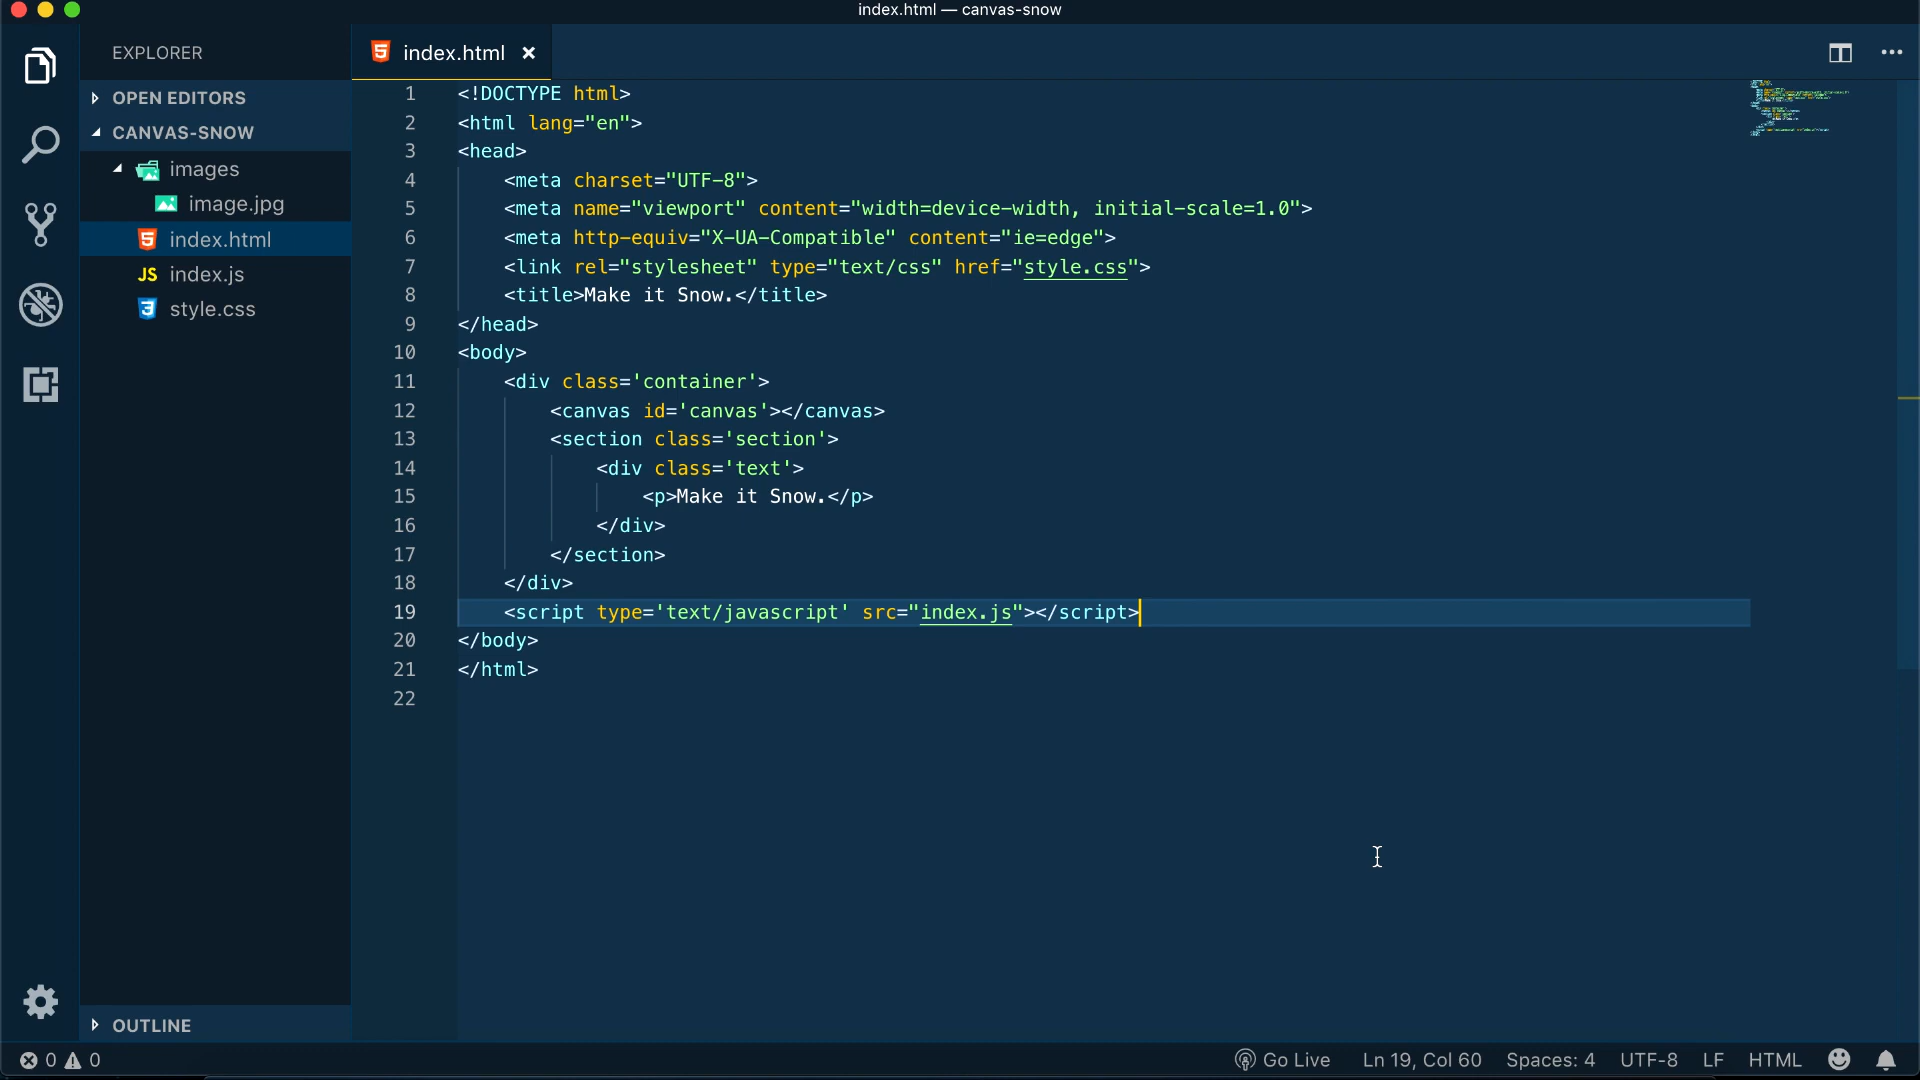 index.html — canvas-snow
EXPLORER
OPEN EDITORS
CANVAS-SNOW
images
image.jpg
index.html
JS index.js
style.css
OUTLINE
index.html
1 <!DOCTYPE html>
2 <html lang="en">
3 <head>
4     <meta charset="UTF-8">
5     <meta name="viewport" content="width=device-width, initial-scale=1.0">
6     <meta http-equiv="X-UA-Compatible" content="ie=edge">
7     <link rel="stylesheet" type="text/css" href="style.css">
8     <title>Make it Snow.</title>
9 </head>
10 <body>
11     <div class='container'>
12         <canvas id='canvas'></canvas>
13         <section class='section'>
14             <div class='text'>
15                 <p>Make it Snow.</p>
16             </div>
17         </section>
18     </div>
19     <script type='text/javascript' src="index.js"></script>
20 </body>
21 </html>
22
0 0
Go Live Ln 19, Col 60 Spaces: 4 UTF-8 LF HTML